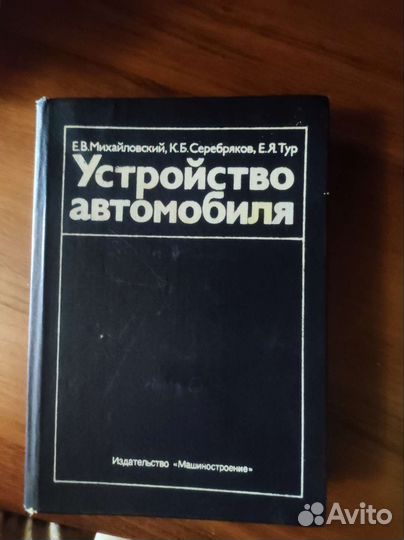 Е.В.Михайловский, К.Б.Серебряков, Е.Я.Тур
Устройство
автомобиля
Издательство «Машиностроение»
Avito